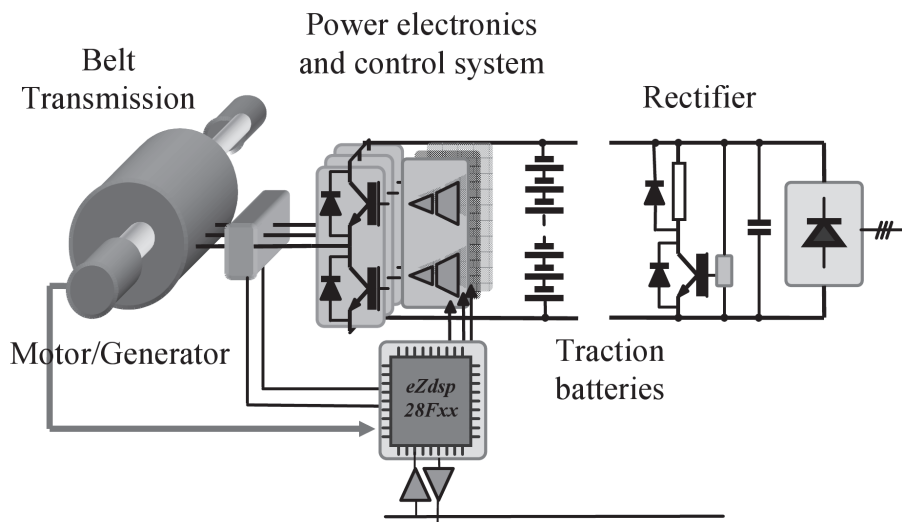 Power electronics
and control system
Belt
Transmission
Rectifier
Motor/Generator
Traction
batteries
eZdsp
28Fxx